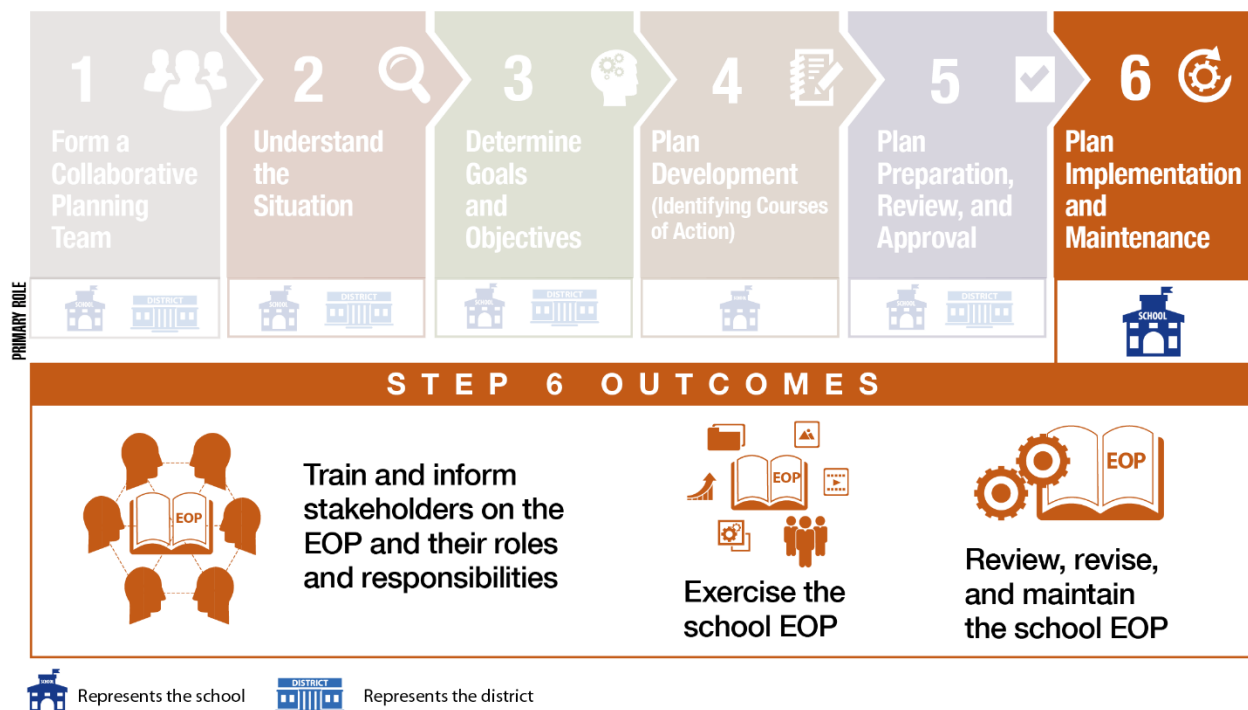 1
Form a
Collaborative
Planning
Team
2
Understand
the
Situation
3
Determine
Goals
and
Objectives
4
Plan
Development
(Identifying Courses
of Action)
5
Plan
Preparation,
Review, and
Approval
6
Plan
Implementation
and
Maintenance
PRIMARY ROLE
SCHOOL
DISTRICT
SCHOOL
DISTRICT
SCHOOL
DISTRICT
SCHOOL
SCHOOL
DISTRICT
SCHOOL
STEP 6 OUTCOMES
EOP
Train and inform
stakeholders on the
EOP and their roles
and responsibilities
EOP
Exercise the
school EOP
EOP
Review, revise,
and maintain
the school EOP
SCHOOL
Represents the school
DISTRICT
Represents the district